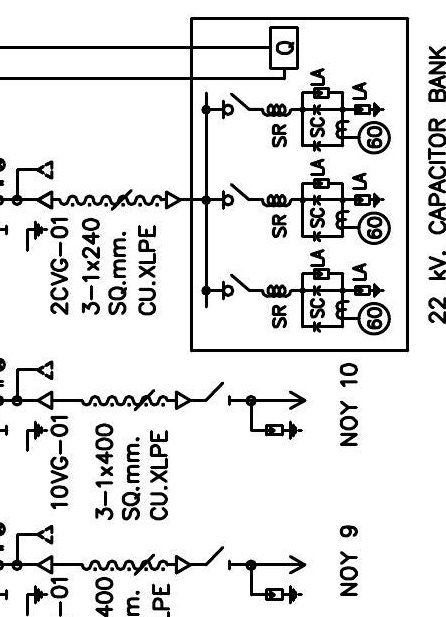 -01
400
m.
LPE
NOY 9
10VG-01
3-1x400
SQ.mm.
CU.XLPE
NOY 10
2CVG-01
3-1x240
SQ.mm.
CU.XLPE
Q
SR
*SC*
LA
LA
60
SR
*SC*
LA
LA
60
SR
*SC*
LA
LA
60
22 kV. CAPACITOR BANK